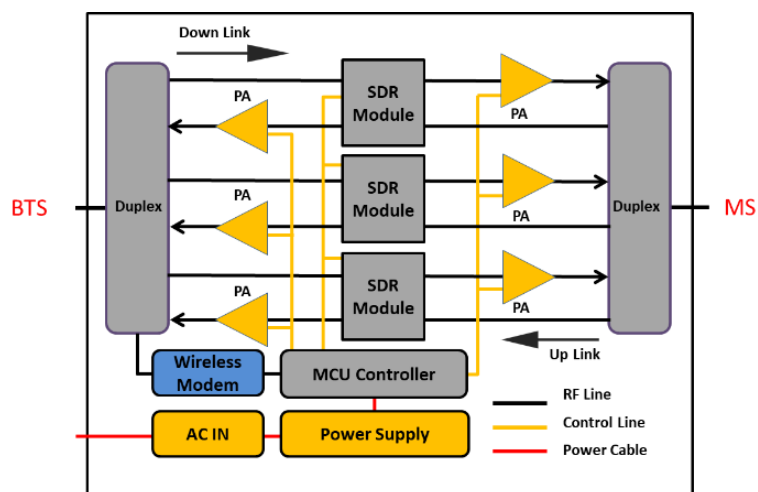 Down Link
PA
SDR
Module
PA
PA
SDR
Module
BTS
Duplex
Duplex
MS
PA
PA
SDR
Module
PA
Up Link
Wireless
Modem
MCU Controller
RF Line
AC IN
Power Supply
Control Line
Power Cable